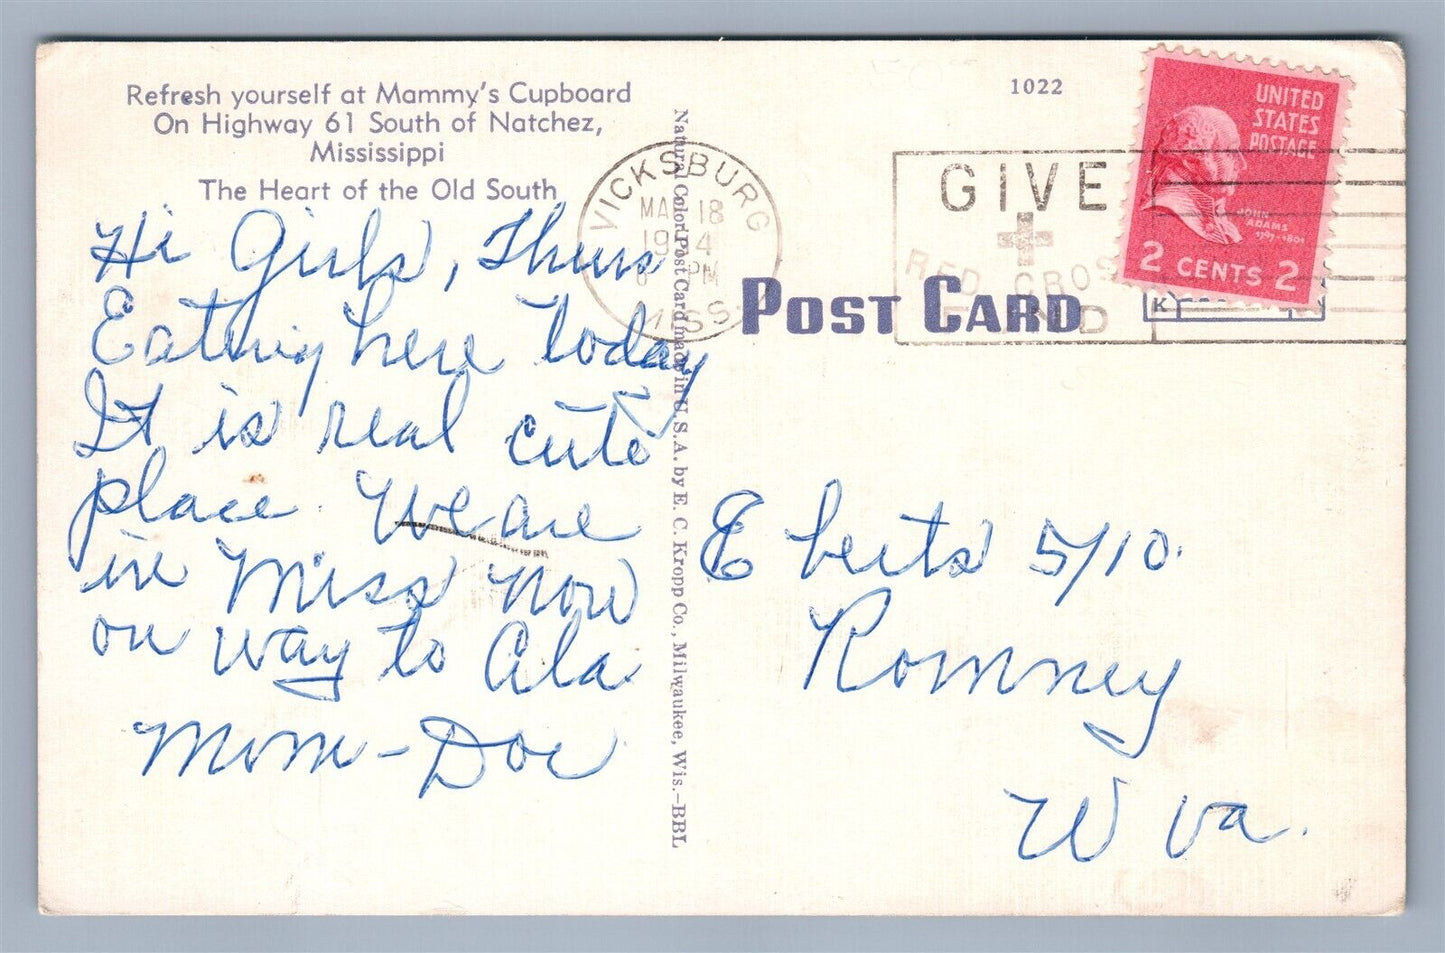 Refresh yourself at Mammy's Cupboard
On Highway 61 South of Natchez,
Mississippi
The Heart of the Old South
Hi Girls, Thurs
Eating here today
It is real cute
place. We are
in Miss now
on way to Ala.
Mom - Doc
Natural Color Post Card made in U.S.A. by E. C. Kropp Co., Milwaukee, Wis.-BBL
VICKSBURG
MAR 18
PM
MISS.
1022
GIVE
RED CROSS
FUND
UNITED
STATES
POSTAGE
JOHN
ADAMS
1797-1801
2 CENTS 2
POST CARD
K
Eberts 5/10.
Romney
W Va.